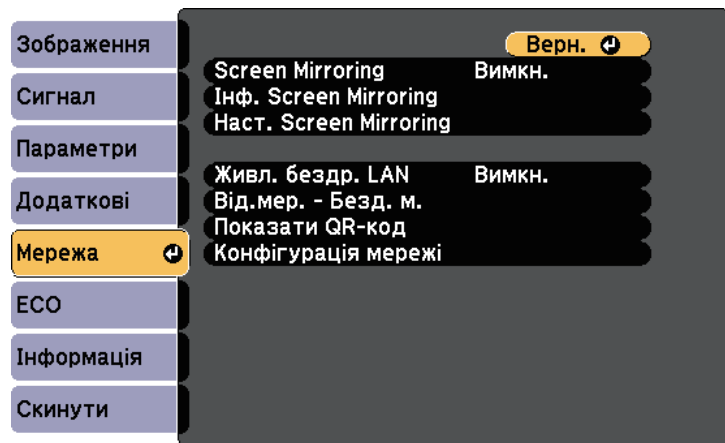 Зображення
Сигнал
Параметри
Додаткові
Мережа
ECO
Інформація
Скинути
Верн.
Screen Mirroring Вимкн.
Інф. Screen Mirroring
Наст. Screen Mirroring
Живл. бездр. LAN Вимкн.
Від.мер. - Безд. м.
Показати QR-код
Конфігурація мережі